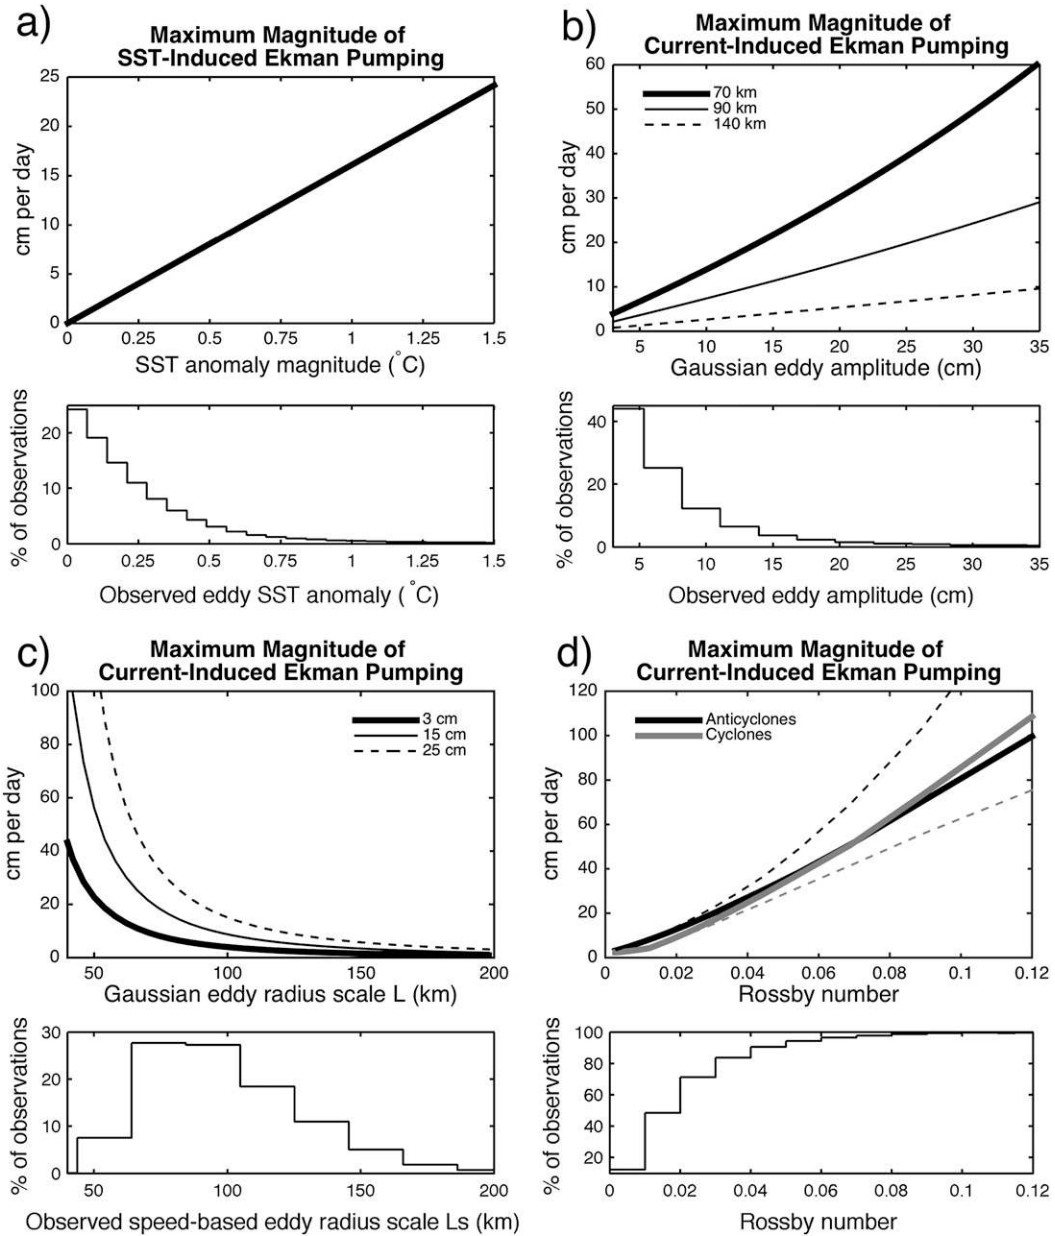 a)
Maximum Magnitude of
SST-Induced Ekman Pumping
25
20
15
10
5
0
cm per day
0 0.25 0.5 0.75 1 1.25 1.5
SST anomaly magnitude (°C)
20
10
0
% of observations
0 0.25 0.5 0.75 1 1.25 1.5
Observed eddy SST anomaly (°C)
b)
Maximum Magnitude of
Current-Induced Ekman Pumping
60
50
40
30
20
10
0
cm per day
70 km
90 km
140 km
5 10 15 20 25 30 35
Gaussian eddy amplitude (cm)
40
20
0
% of observations
5 10 15 20 25 30 35
Observed eddy amplitude (cm)
c)
Maximum Magnitude of
Current-Induced Ekman Pumping
100
80
60
40
20
0
cm per day
3 cm
15 cm
25 cm
50 100 150 200
Gaussian eddy radius scale L (km)
30
20
10
0
% of observations
50 100 150 200
Observed speed-based eddy radius scale Ls (km)
d)
Maximum Magnitude of
Current-Induced Ekman Pumping
120
100
80
60
40
20
0
cm per day
Anticyclones
Cyclones
0 0.02 0.04 0.06 0.08 0.1 0.12
Rossby number
100
80
60
40
20
% of observations
0 0.02 0.04 0.06 0.08 0.1 0.12
Rossby number